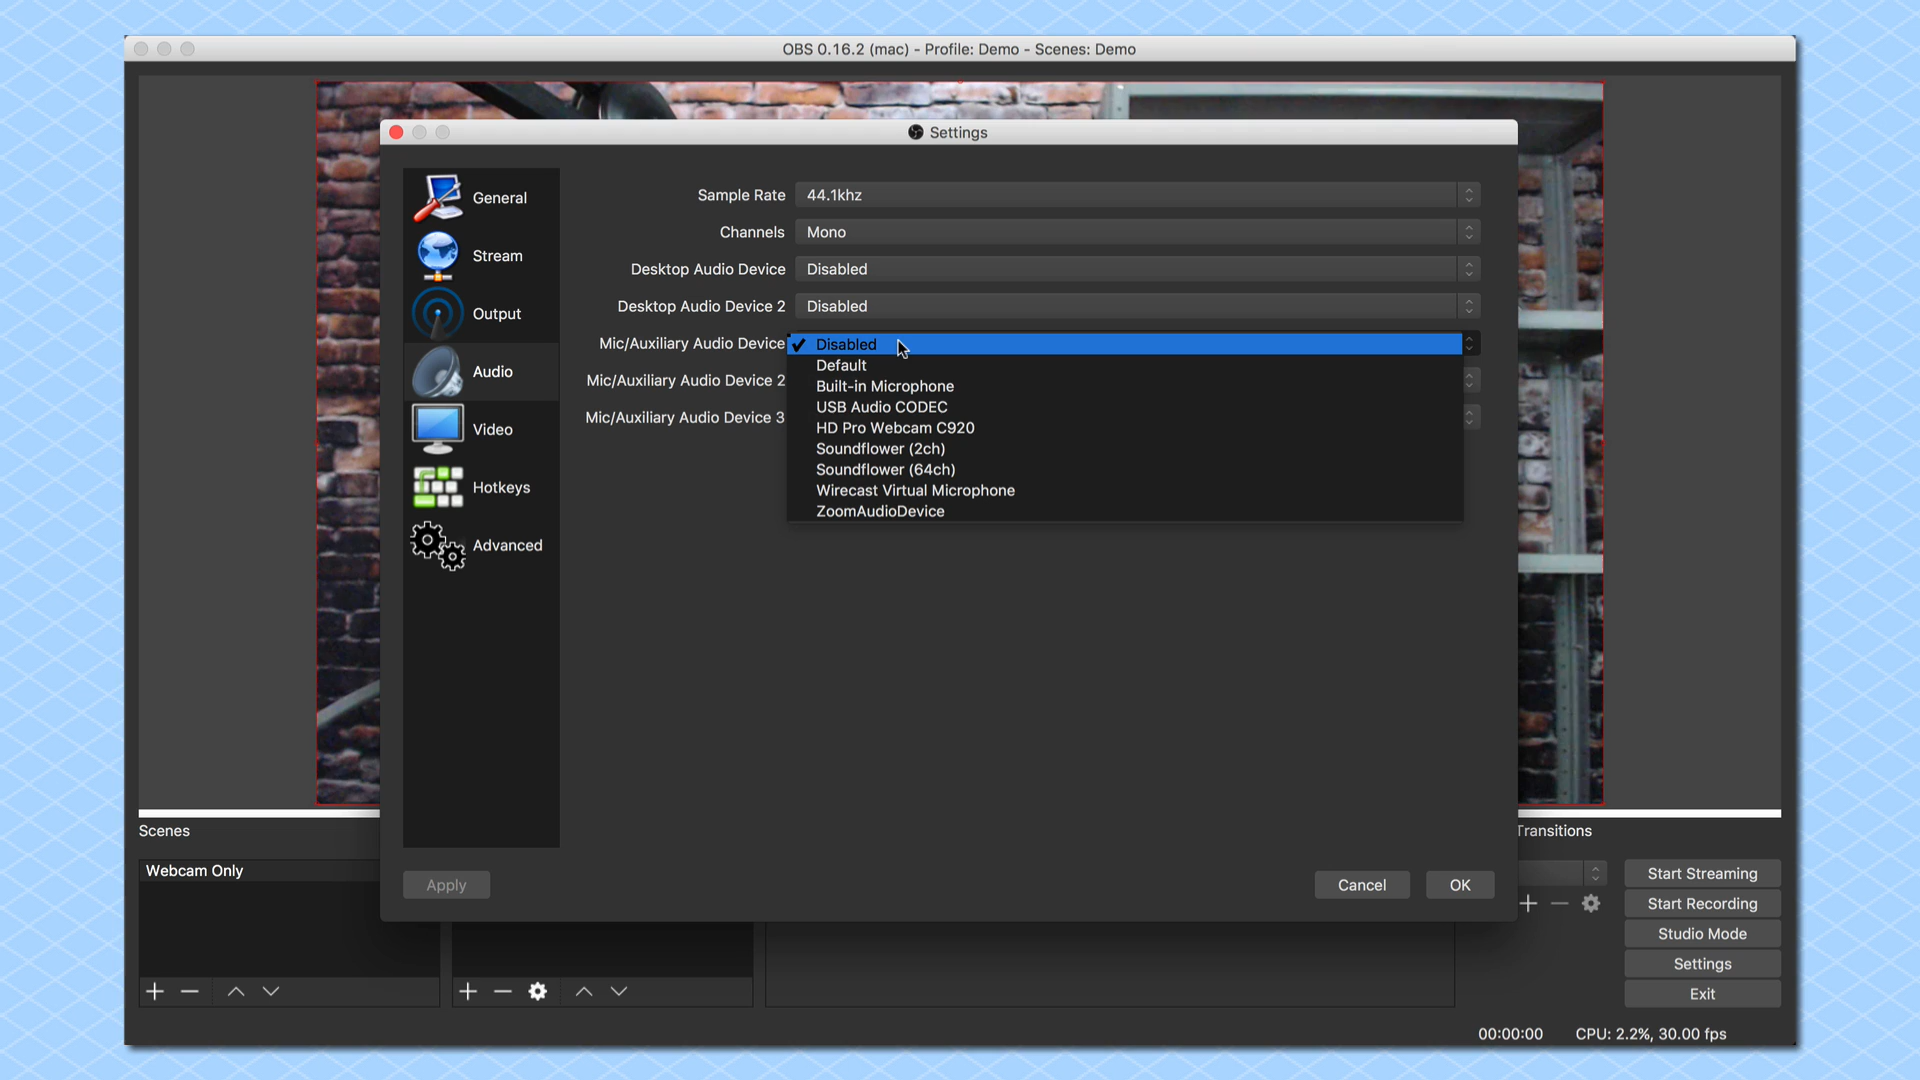 OBS 0.16.2 (mac) - Profile: Demo - Scenes: Demo
Settings
General
Stream
Output
Audio
Video
Hotkeys
Advanced
Sample Rate 44.1khz
Channels Mono
Desktop Audio Device Disabled
Desktop Audio Device 2 Disabled
Mic/Auxiliary Audio Device Disabled
Mic/Auxiliary Audio Device 2
Mic/Auxiliary Audio Device 3
Default
Built-in Microphone
USB Audio CODEC
HD Pro Webcam C920
Soundflower (2ch)
Soundflower (64ch)
Wirecast Virtual Microphone
ZoomAudioDevice
Apply
Cancel
OK
Scenes
Webcam Only
Transitions
Start Streaming
Start Recording
Studio Mode
Settings
Exit
00:00:00 CPU: 2.2%, 30.00 fps